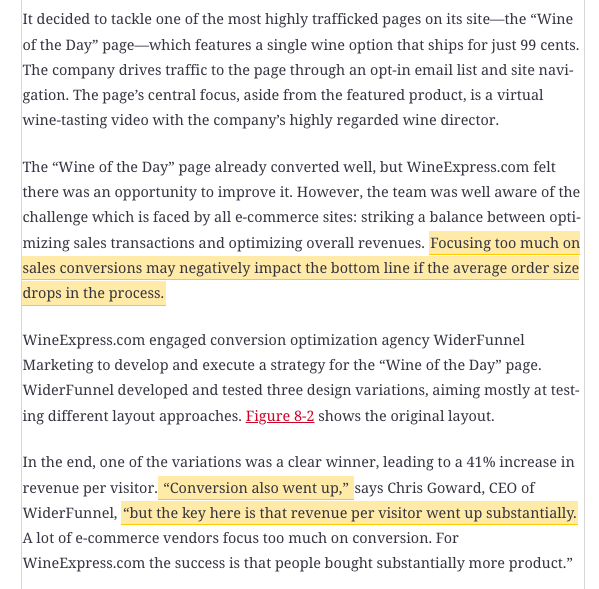 It decided to tackle one of the most highly trafficked pages on its site—the “Wine
of the Day” page—which features a single wine option that ships for just 99 cents.
The company drives traffic to the page through an opt-in email list and site navi-
gation. The page’s central focus, aside from the featured product, is a virtual
wine-tasting video with the company’s highly regarded wine director.
The “Wine of the Day” page already converted well, but WineExpress.com felt
there was an opportunity to improve it. However, the team was well aware of the
challenge which is faced by all e-commerce sites: striking a balance between opti-
mizing sales transactions and optimizing overall revenues. Focusing too much on
sales conversions may negatively impact the bottom line if the average order size
drops in the process.
WineExpress.com engaged conversion optimization agency WiderFunnel
Marketing to develop and execute a strategy for the “Wine of the Day” page.
WiderFunnel developed and tested three design variations, aiming mostly at test-
ing different layout approaches. Figure 8-2 shows the original layout.
In the end, one of the variations was a clear winner, leading to a 41% increase in
revenue per visitor. “Conversion also went up,” says Chris Goward, CEO of
WiderFunnel, “but the key here is that revenue per visitor went up substantially.
A lot of e-commerce vendors focus too much on conversion. For
WineExpress.com the success is that people bought substantially more product.”